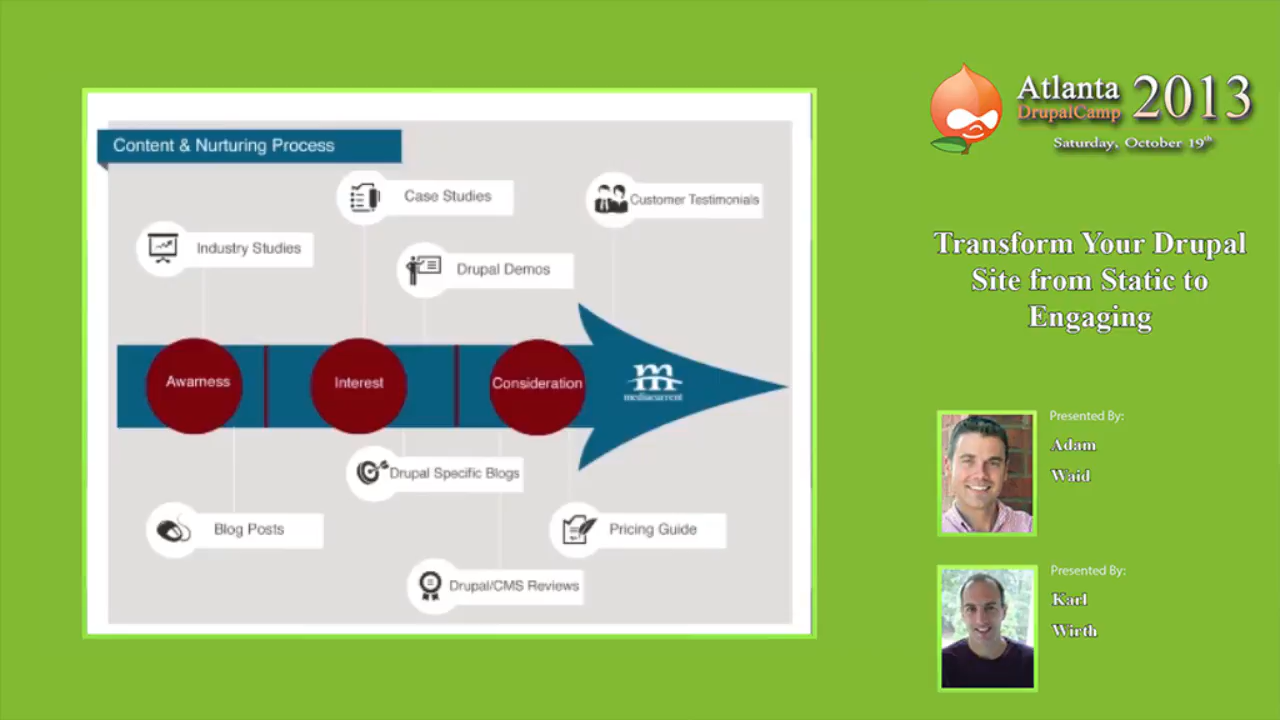 Content & Nurturing Process
Case Studies
Customer Testimonials
Industry Studies
Drupal Demos
Awarness
Interest
Consideration
m
mediacurrent
Drupal Specific Blogs
Blog Posts
Pricing Guide
Drupal/CMS Reviews
Atlanta
DrupalCamp
2013
Saturday, October 19th
Transform Your Drupal
Site from Static to
Engaging
Presented By:
Adam
Waid
Presented By:
Karl
Wirth